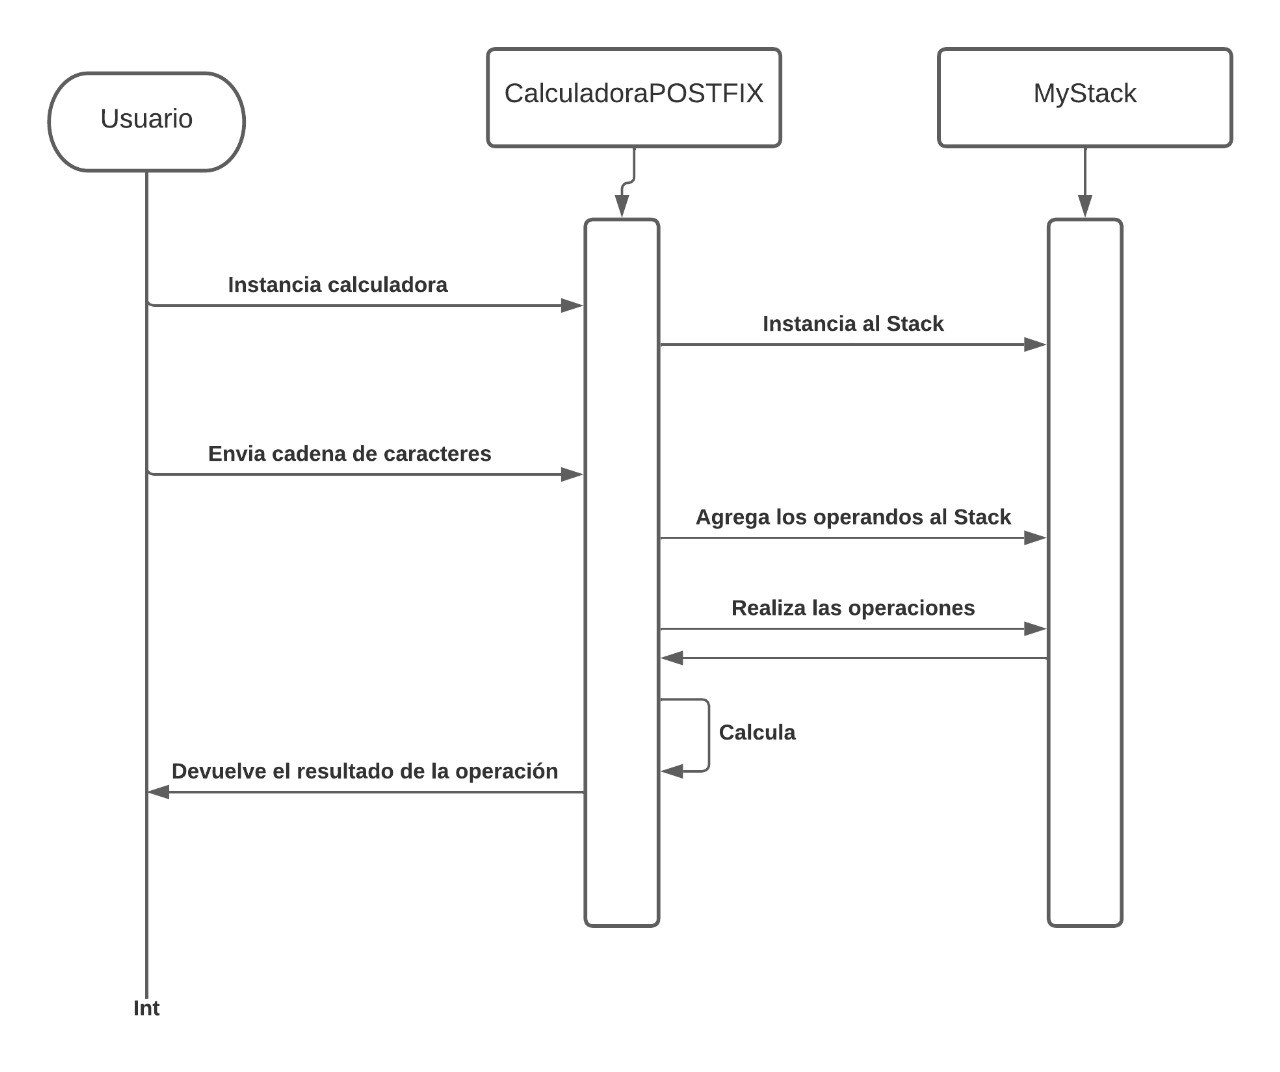 Usuario
CalculadoraPOSTFIX
MyStack
Instancia calculadora
Instancia al Stack
Envia cadena de caracteres
Agrega los operandos al Stack
Realiza las operaciones
Calcula
Devuelve el resultado de la operación
Int